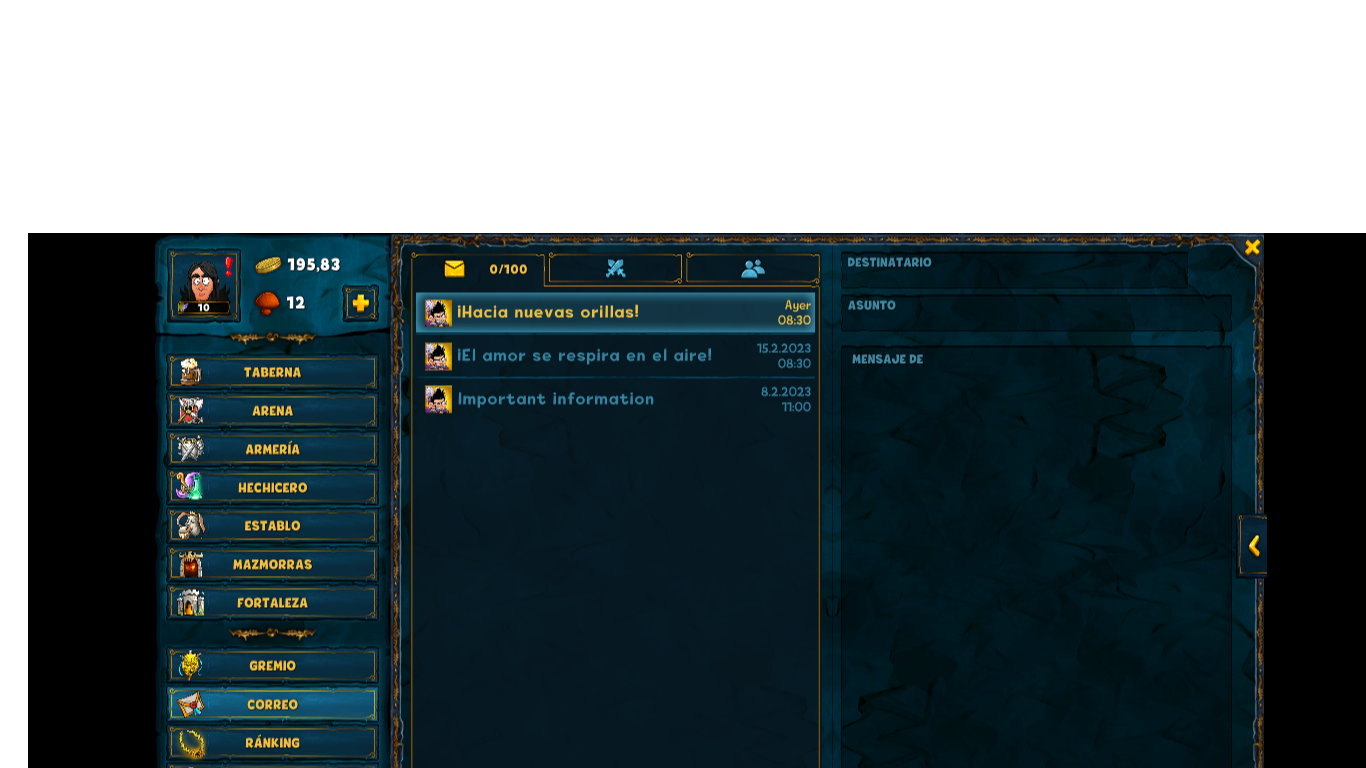 195,83
12
10
TABERNA
ARENA
ARMERÍA
HECHICERO
ESTABLO
MAZMORRAS
FORTALEZA
GREMIO
CORREO
RÁNKING
0/100
¡Hacia nuevas orillas!
Ayer
08:30
¡El amor se respira en el aire!
15.2.2023
08:30
Important information
8.2.2023
11:00
DESTINATARIO
ASUNTO
MENSAJE DE